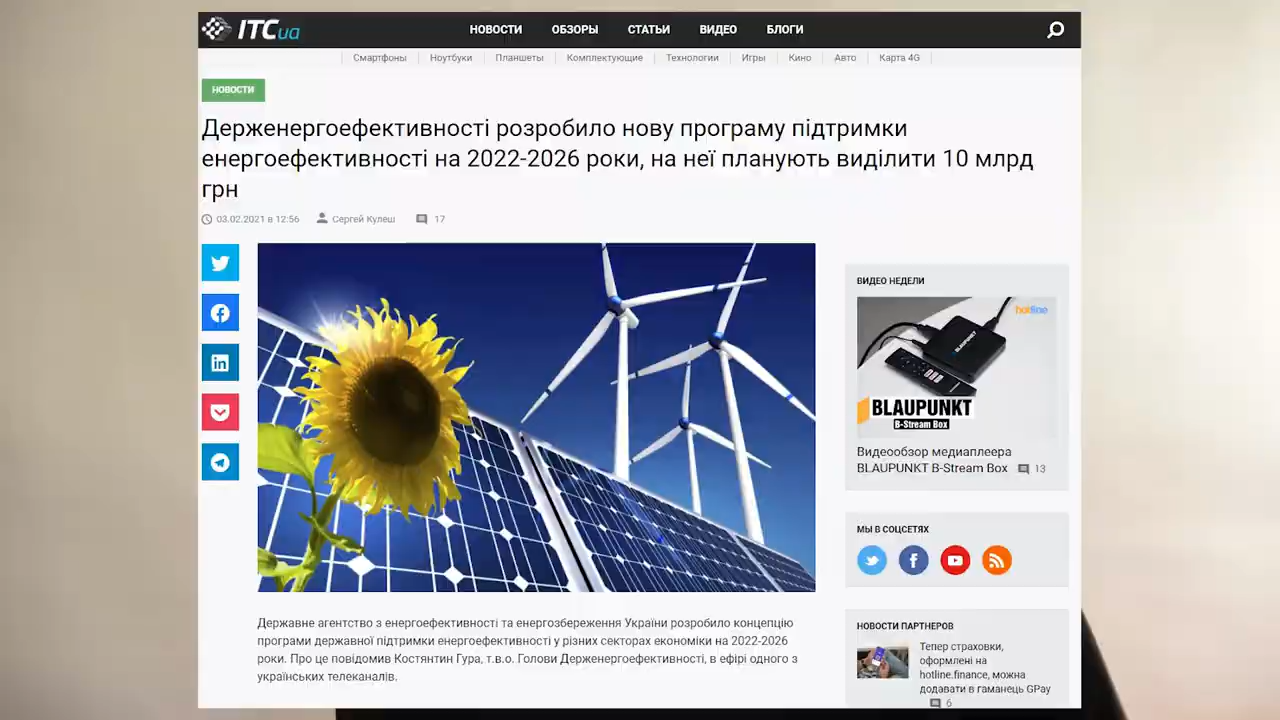 ITCua
НОВОСТИ ОБЗОРЫ СТАТЬИ ВИДЕО БЛОГИ
Смартфоны Ноутбуки Планшеты Комплектующие Технологии Игры Кино Авто Карта 4G
НОВОСТИ
Держенергоефективності розробило нову програму підтримки
енергоефективності на 2022-2026 роки, на неї планують виділити 10 млрд
грн
03.02.2021 в 12:56 Сергей Кулеш 17
ВИДЕО НЕДЕЛИ
hotline
BLAUPUNKT
BLAUPUNKT
B-Stream Box
Видеообзор медиаплеера
BLAUPUNKT B-Stream Box 13
МЫ В СОЦСЕТЯХ
Державне агентство з енергоефективності та енергозбереження України розробило концепцію
програми державної підтримки енергоефективності у різних секторах економіки на 2022-2026
роки. Про це повідомив Костянтин Гура, т.в.о. Голови Держенергоефективності, в ефірі одного з
українських телеканалів.
НОВОСТИ ПАРТНЕРОВ
Тепер страховки,
оформлені на
hotline.finance, можна
додавати в гаманець GPay
6